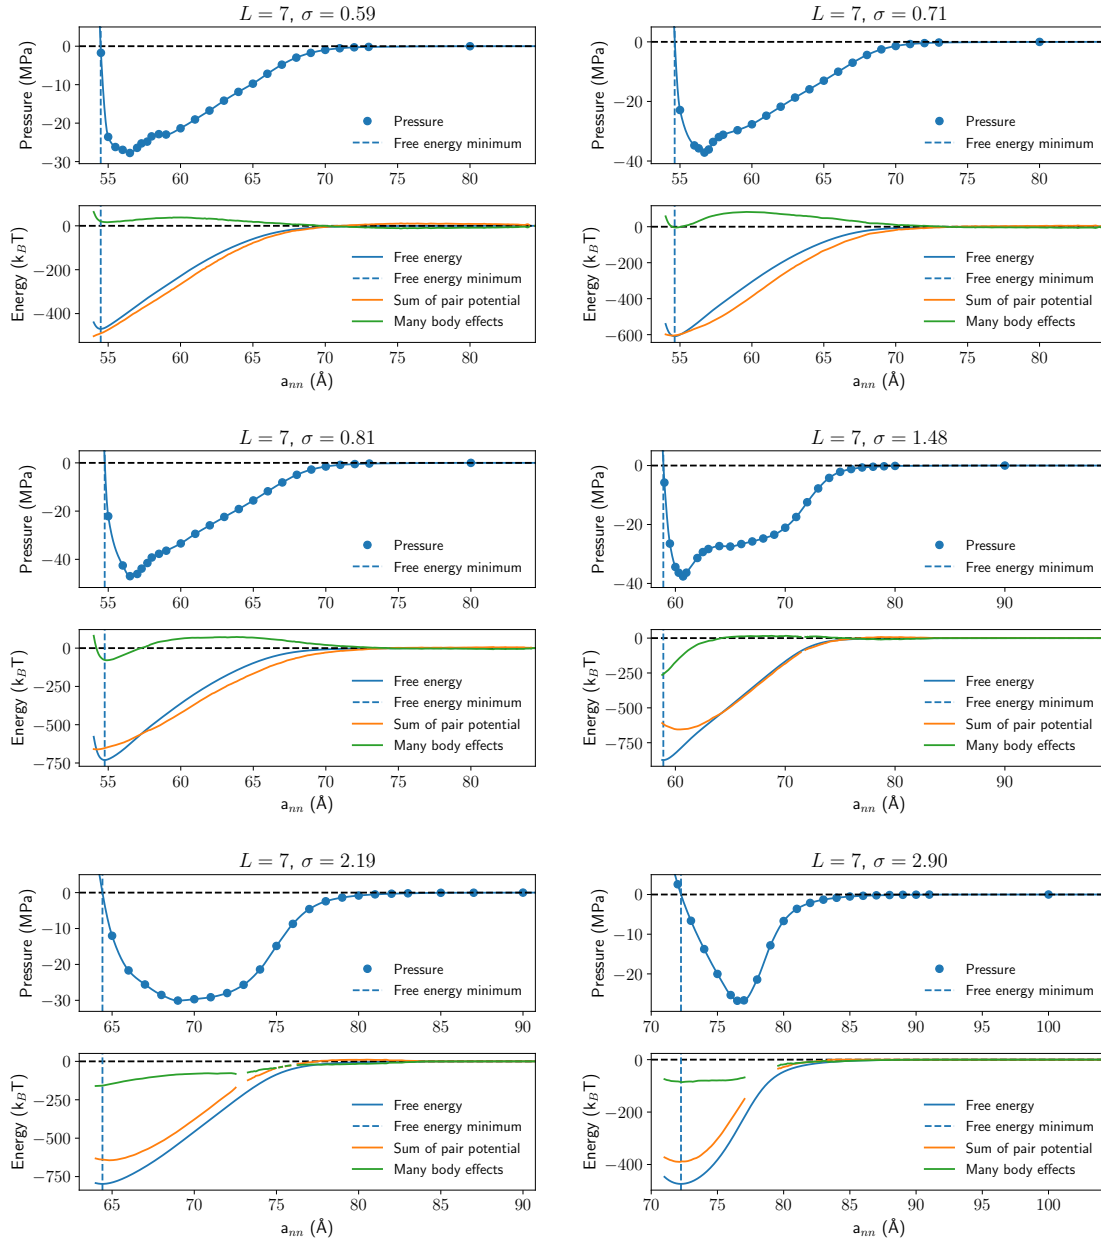 L = 7, σ = 0.59
Pressure (MPa)
0
−10
−20
−30
55 60 65 70 75 80
Pressure
Free energy minimum
Energy (k_BT)
0
−200
−400
55 60 65 70 75 80
Free energy
Free energy minimum
Sum of pair potential
Many body effects
a_nn (Å)
L = 7, σ = 0.71
Pressure (MPa)
0
−20
−40
55 60 65 70 75 80
Pressure
Free energy minimum
Energy (k_BT)
0
−200
−400
−600
55 60 65 70 75 80
Free energy
Free energy minimum
Sum of pair potential
Many body effects
a_nn (Å)
L = 7, σ = 0.81
Pressure (MPa)
0
−20
−40
55 60 65 70 75 80
Pressure
Free energy minimum
Energy (k_BT)
0
−250
−500
−750
55 60 65 70 75 80
Free energy
Free energy minimum
Sum of pair potential
Many body effects
a_nn (Å)
L = 7, σ = 1.48
Pressure (MPa)
0
−20
−40
60 70 80 90
Pressure
Free energy minimum
Energy (k_BT)
0
−250
−500
−750
60 70 80 90
Free energy
Free energy minimum
Sum of pair potential
Many body effects
a_nn (Å)
L = 7, σ = 2.19
Pressure (MPa)
0
−10
−20
−30
65 70 75 80 85 90
Pressure
Free energy minimum
Energy (k_BT)
0
−250
−500
−750
65 70 75 80 85 90
Free energy
Free energy minimum
Sum of pair potential
Many body effects
a_nn (Å)
L = 7, σ = 2.90
Pressure (MPa)
0
−10
−20
70 75 80 85 90 95 100
Pressure
Free energy minimum
Energy (k_BT)
0
−200
−400
70 75 80 85 90 95 100
Free energy
Free energy minimum
Sum of pair potential
Many body effects
a_nn (Å)